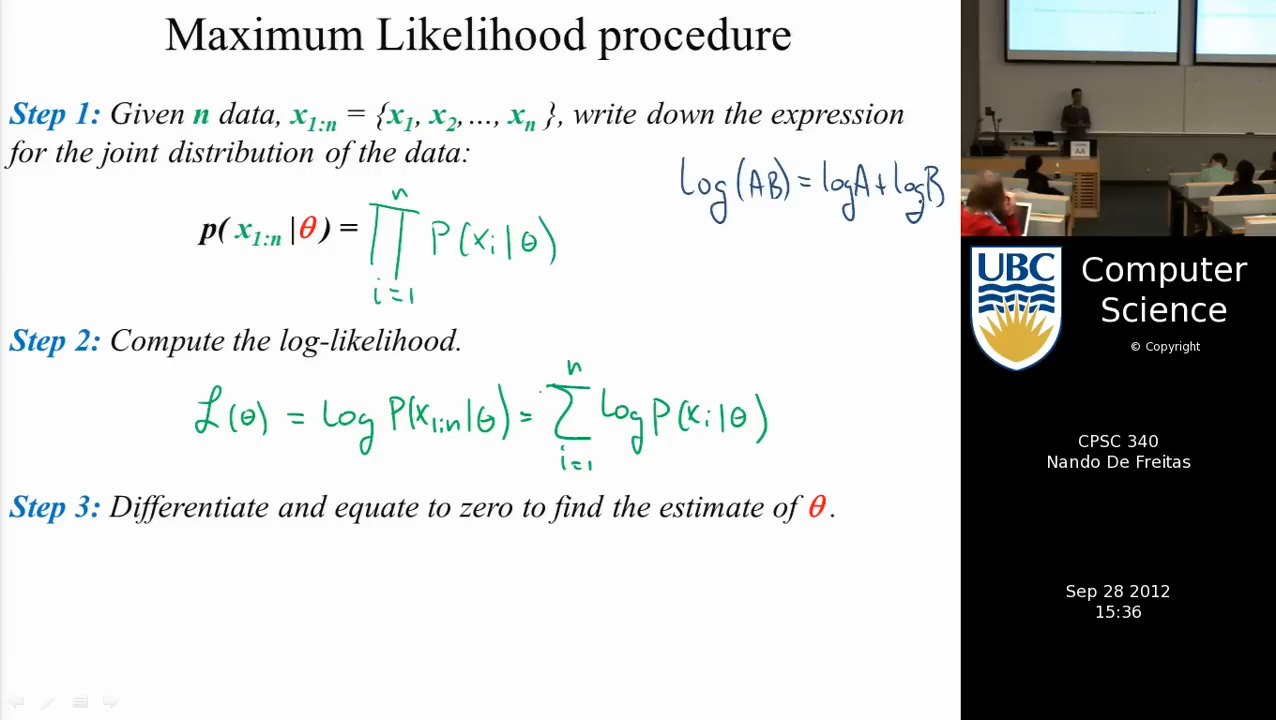 Maximum Likelihood procedure
Step 1: Given n data, x1:n = {x1, x2,..., xn }, write down the expression
for the joint distribution of the data:
log(AB) = logA + logB
p( x1:n | θ ) = ∏ⁿᵢ₌₁ P(xi | θ)
Step 2: Compute the log-likelihood.
ℒ(θ) = log P(x1:n | θ) = ∑ⁿᵢ₌₁ log P(xi | θ)
Step 3: Differentiate and equate to zero to find the estimate of θ .
AA
UBC
Computer
Science
© Copyright
CPSC 340
Nando De Freitas
Sep 28 2012
15:36